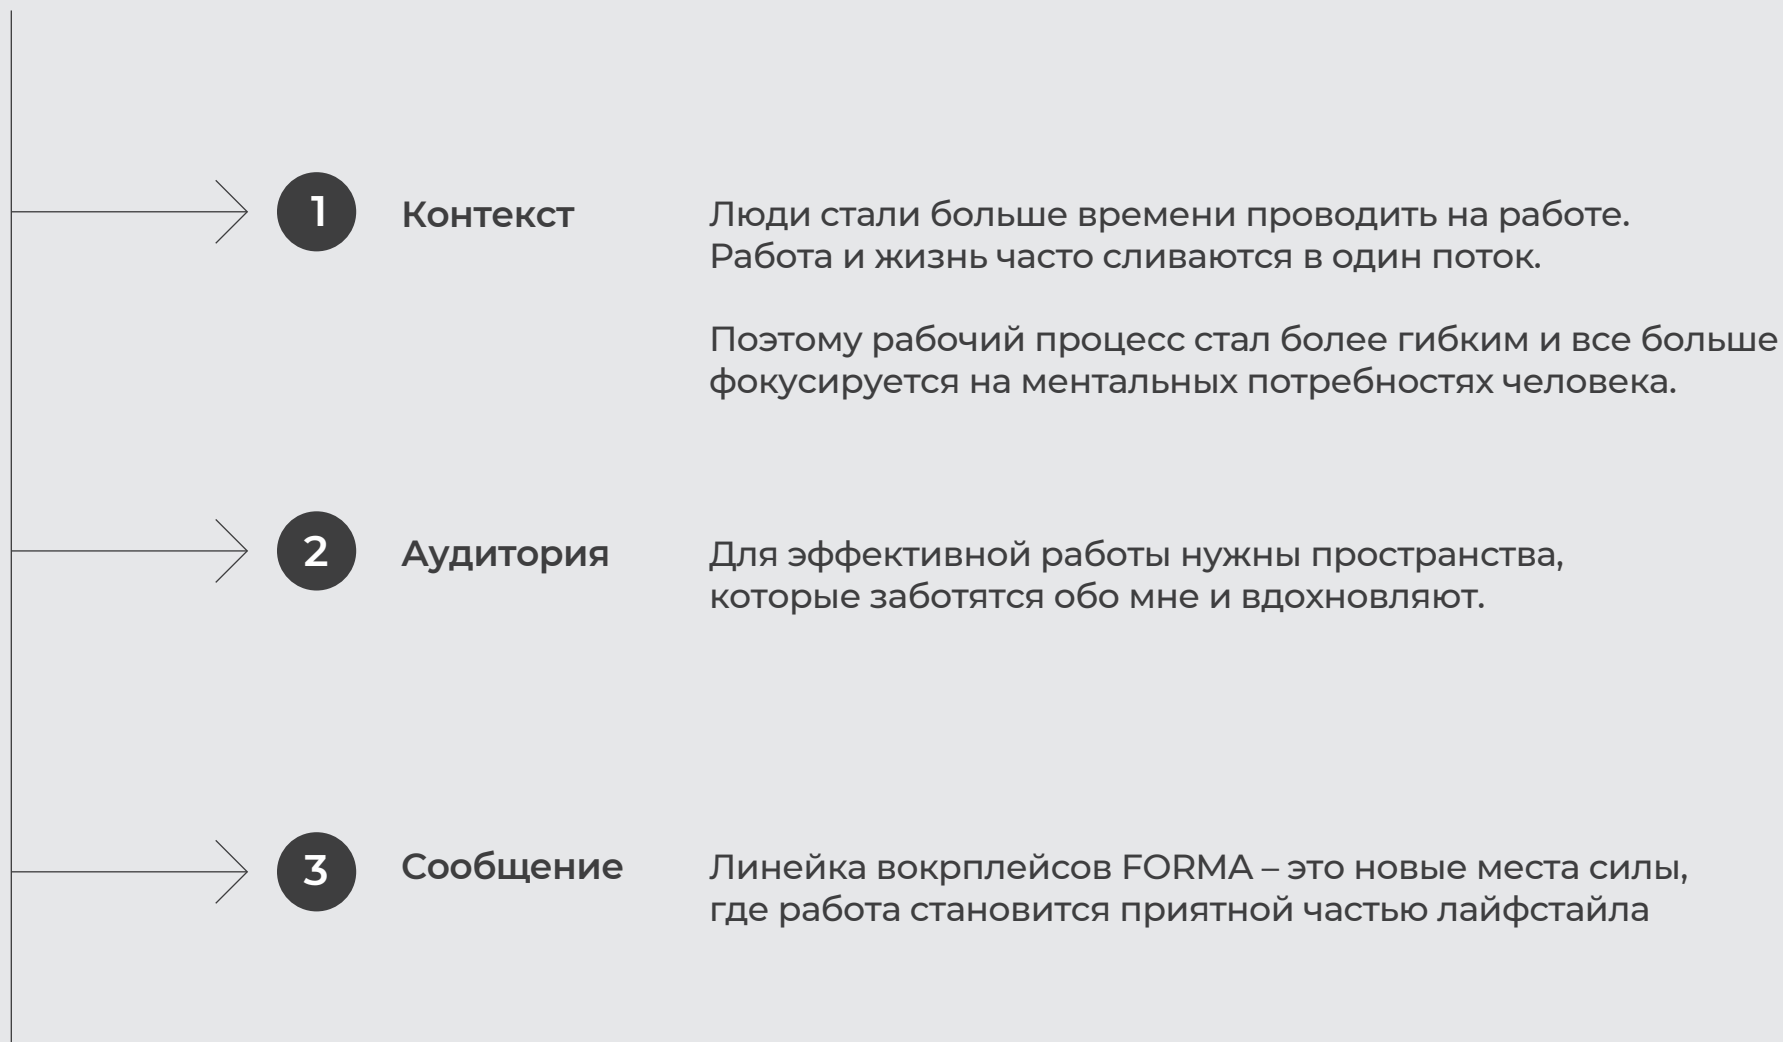 1
Контекст
Люди стали больше времени проводить на работе.
Работа и жизнь часто сливаются в один поток.
Поэтому рабочий процесс стал более гибким и все больше
фокусируется на ментальных потребностях человека.
2
Аудитория
Для эффективной работы нужны пространства,
которые заботятся обо мне и вдохновляют.
3
Сообщение
Линейка вокрплейсов FORMA – это новые места силы,
где работа становится приятной частью лайфстайла